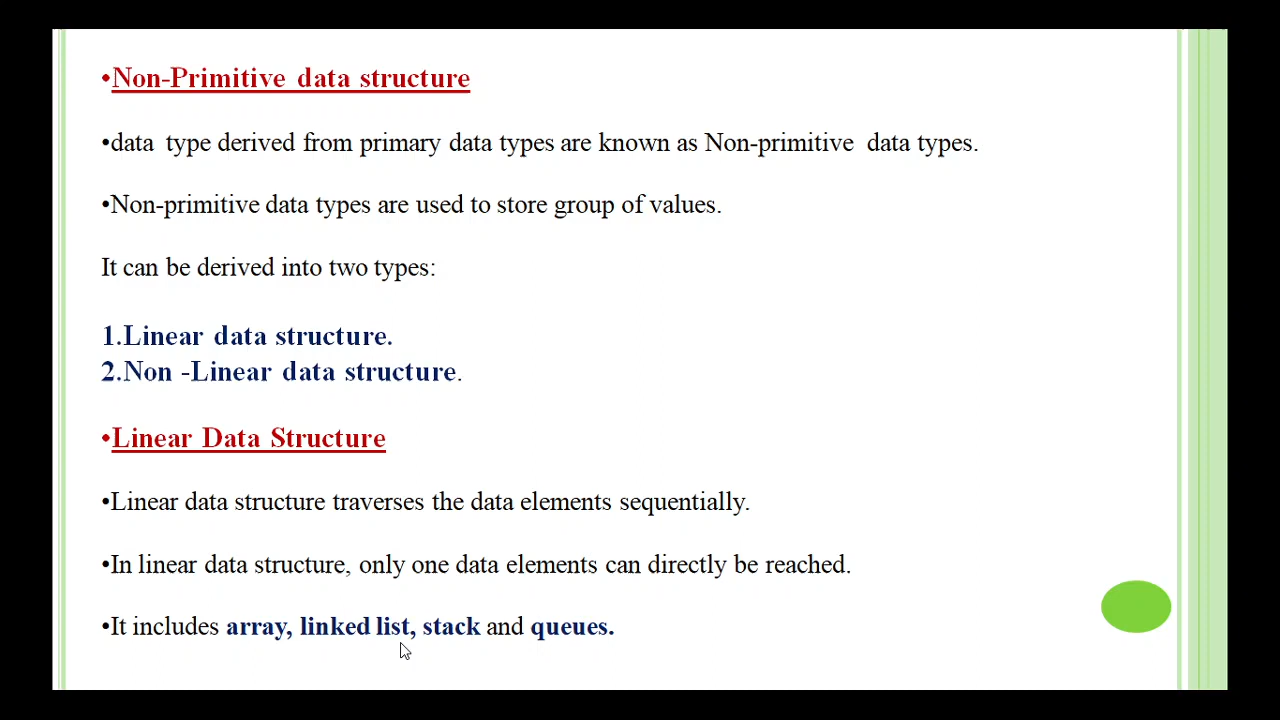 •Non-Primitive data structure
•data type derived from primary data types are known as Non-primitive data types.
•Non-primitive data types are used to store group of values.
It can be derived into two types:
1.Linear data structure.
2.Non -Linear data structure.
•Linear Data Structure
•Linear data structure traverses the data elements sequentially.
•In linear data structure, only one data elements can directly be reached.
•It includes array, linked list, stack and queues.